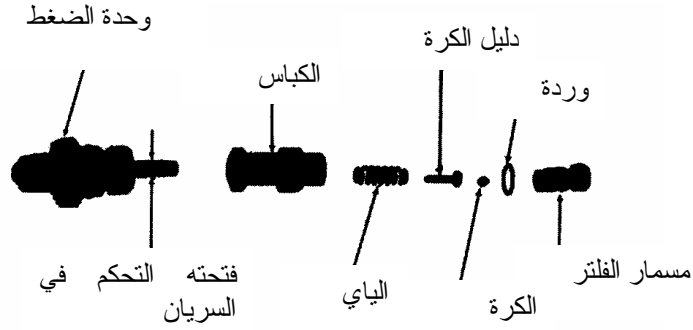 وحدة الضغط
دليل الكرة
الكباس
وردة
فتحته التحكم في
السريان
الياي
الكرة
مسمار الفلتر